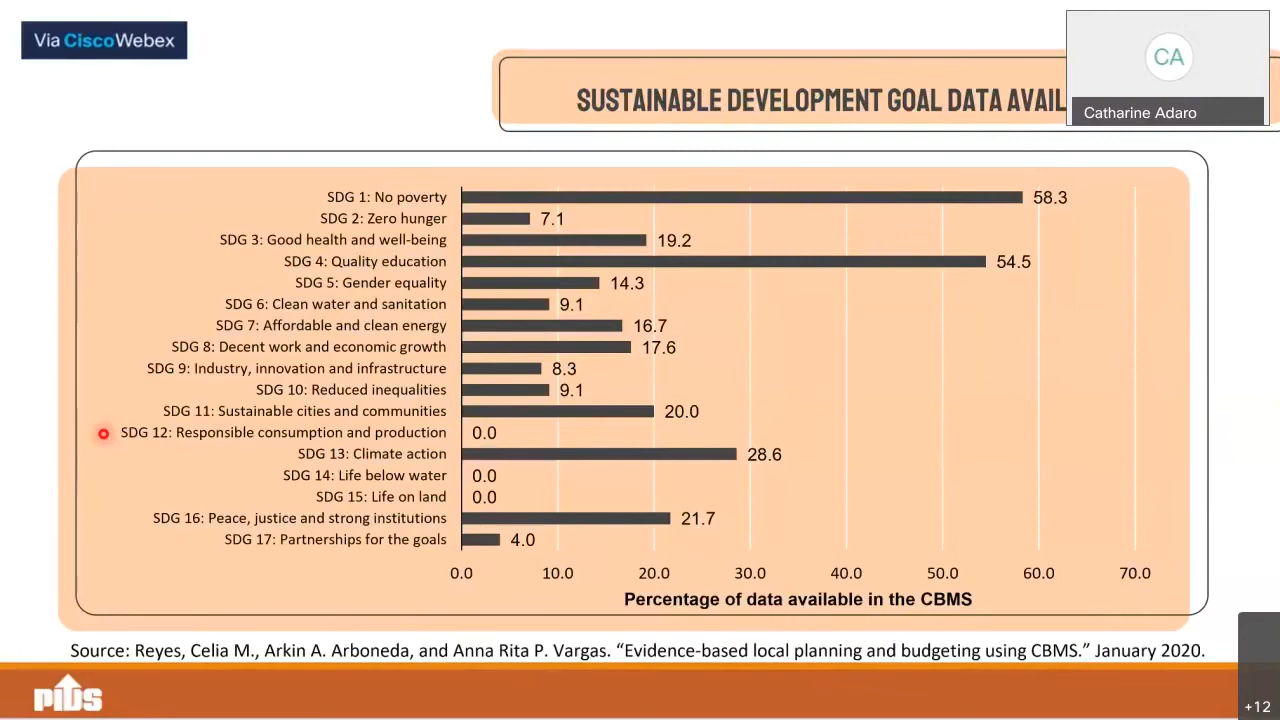 Via CiscoWebex
CA
Catharine Adaro
SUSTAINABLE DEVELOPMENT GOAL DATA AVAIL
SDG 1: No poverty 58.3
SDG 2: Zero hunger 7.1
SDG 3: Good health and well-being 19.2
SDG 4: Quality education 54.5
SDG 5: Gender equality 14.3
SDG 6: Clean water and sanitation 9.1
SDG 7: Affordable and clean energy 16.7
SDG 8: Decent work and economic growth 17.6
SDG 9: Industry, innovation and infrastructure 8.3
SDG 10: Reduced inequalities 9.1
SDG 11: Sustainable cities and communities 20.0
SDG 12: Responsible consumption and production 0.0
SDG 13: Climate action 28.6
SDG 14: Life below water 0.0
SDG 15: Life on land 0.0
SDG 16: Peace, justice and strong institutions 21.7
SDG 17: Partnerships for the goals 4.0
0.0 10.0 20.0 30.0 40.0 50.0 60.0 70.0
Percentage of data available in the CBMS
Source: Reyes, Celia M., Arkin A. Arboneda, and Anna Rita P. Vargas. “Evidence-based local planning and budgeting using CBMS.” January 2020.
PIDS
+12